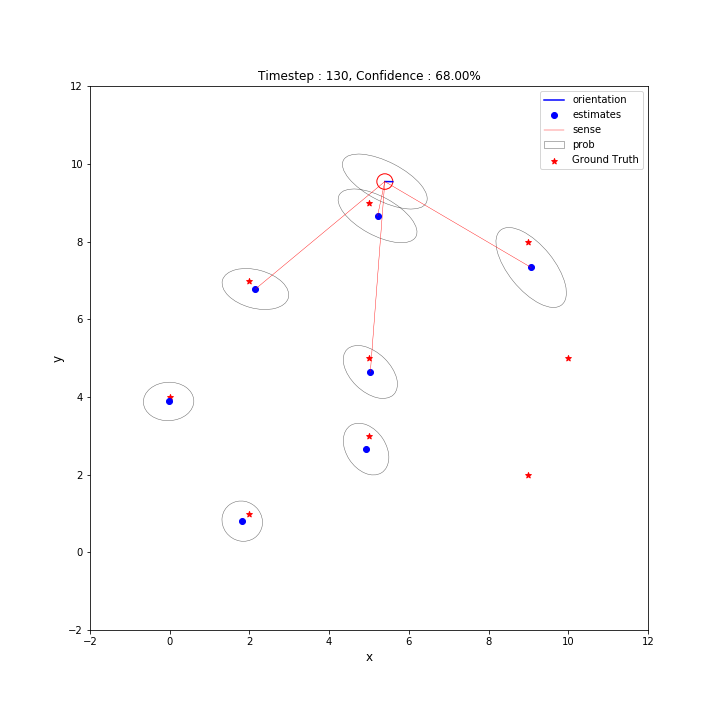 Timestep : 130, Confidence : 68.00%
12
10
8
6
4
2
0
−2
−2
0
2
4
6
8
10
12
x
y
orientation
estimates
sense
prob
Ground Truth